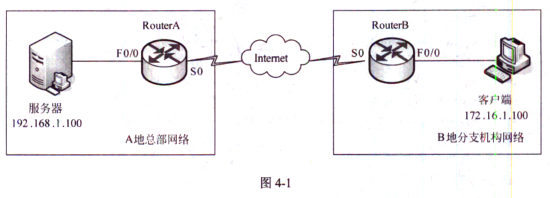 RouterA
F0/0
S0
服务器
192.168.1.100
A地总部网络
Internet
RouterB
S0
F0/0
客户端
172.16.1.100
B地分支机构网络
图 4-1